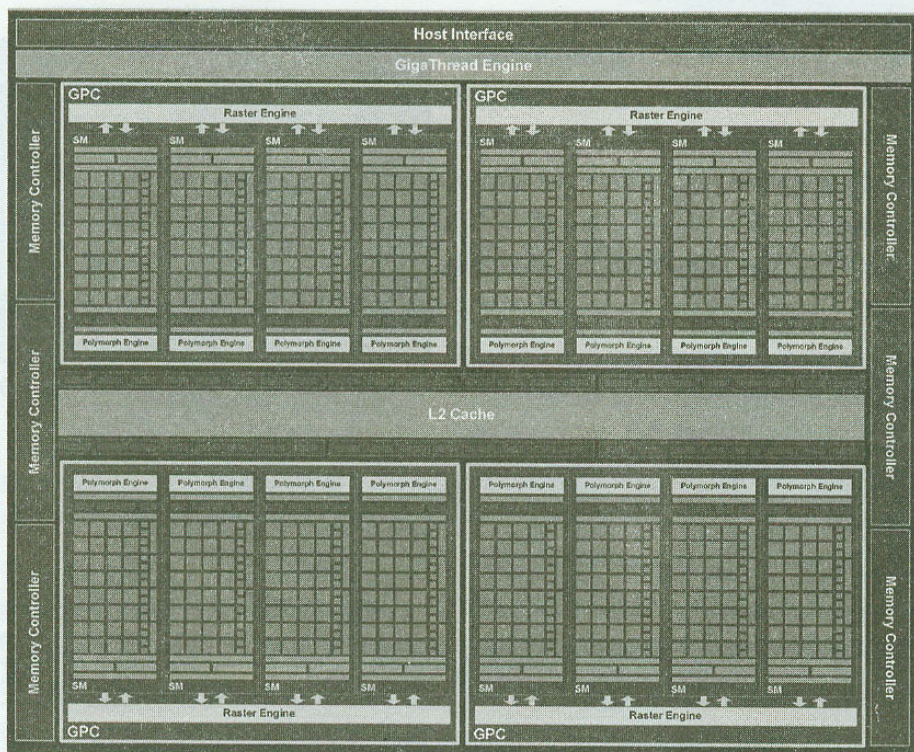 Host Interface
GigaThread Engine
GPC
Raster Engine
SM SM SM SM
Polymorph Engine Polymorph Engine Polymorph Engine Polymorph Engine
GPC
Raster Engine
SM SM SM SM
Polymorph Engine Polymorph Engine Polymorph Engine Polymorph Engine
Memory Controller
Memory Controller
Memory Controller
Memory Controller
Memory Controller
Memory Controller
L2 Cache
Polymorph Engine Polymorph Engine Polymorph Engine Polymorph Engine
SM SM SM SM
Raster Engine
GPC
Polymorph Engine Polymorph Engine Polymorph Engine Polymorph Engine
SM SM SM SM
Raster Engine
GPC